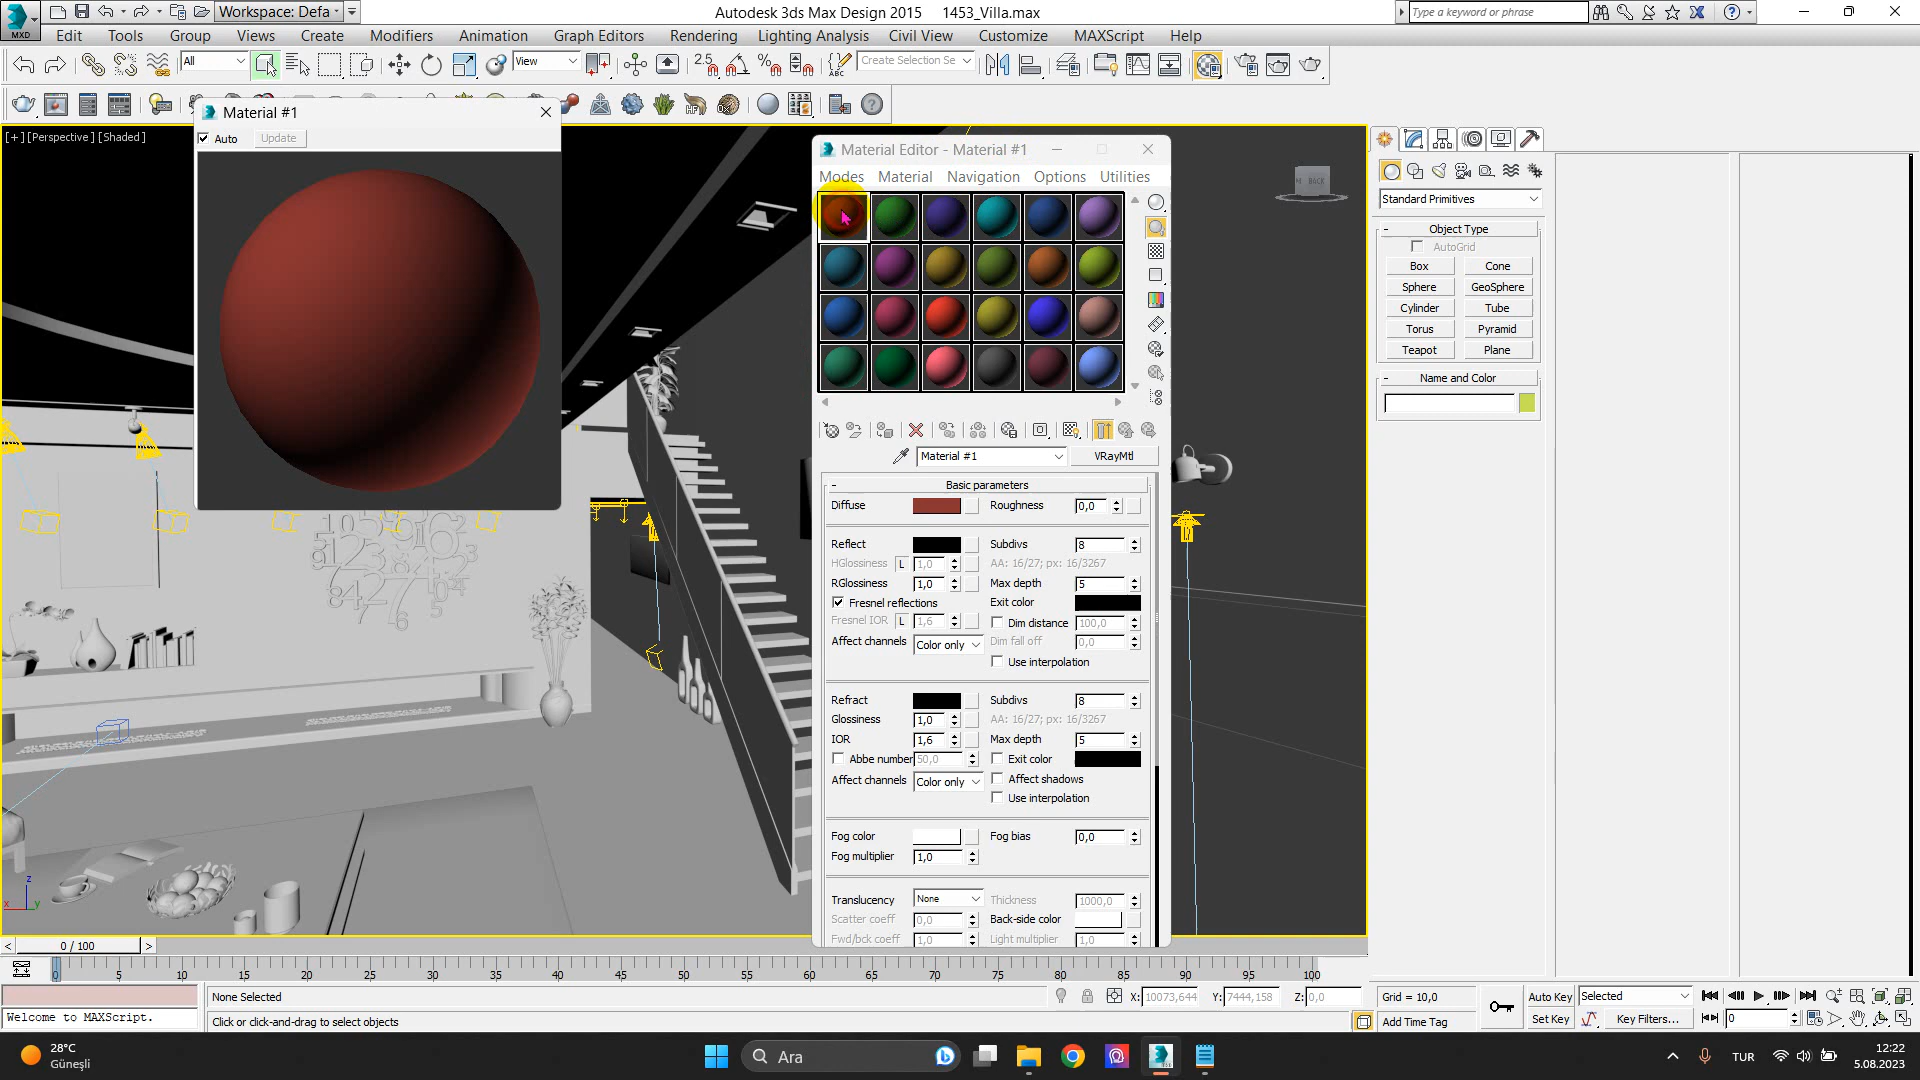 Workspace: Defa
Autodesk 3ds Max Design 2015   1453_Villa.max
Type a keyword or phrase
MXD
Edit Tools Group Views Create Modifiers Animation Graph Editors Rendering Lighting Analysis Civil View Customize MAXScript Help
All
View
2.5
Create Selection Se
Material #1
Auto
Update
[+] [Perspective] [Shaded]
BACK
Material Editor - Material #1
Modes Material Navigation Options Utilities
Material #1
VRayMtl
- Basic parameters
Diffuse
Roughness 0,0
Reflect
Subdivs 8
HGlossiness L 1,0
AA: 16/27; px: 16/3267
RGlossiness 1,0
Max depth 5
Fresnel reflections
Exit color
Fresnel IOR L 1,6
Dim distance 100,0
Affect channels Color only
Dim fall off 0,0
Use interpolation
Refract
Subdivs 8
Glossiness 1,0
AA: 16/27; px: 16/3267
IOR 1,6
Max depth 5
Abbe number 50,0
Exit color
Affect channels Color only
Affect shadows
Use interpolation
Fog color
Fog bias 0,0
Fog multiplier 1,0
Translucency None
Thickness 1000,0
Scatter coeff 0,0
Back-side color
Fwd/bck coeff 1,0
Light multiplier 1,0
Standard Primitives
- Object Type
AutoGrid
Box Cone
Sphere GeoSphere
Cylinder Tube
Torus Pyramid
Teapot Plane
- Name and Color
z
x y
< 0 / 100 >
0 5 10 15 20 25 30 35 40 45 50 55 60 65 70 75 80 85 90 95 100
None Selected
X: 10073,644 Y: 7444,158 Z: 0,0
Grid = 10,0
Auto Key Selected
Welcome to MAXScript.
Click or click-and-drag to select objects
Add Time Tag
Set Key Key Filters...
0
28°C
Güneşli
Ara
TUR
12:22
5.08.2023